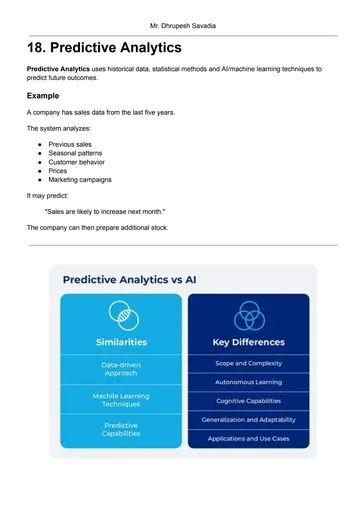 Mr. Dhrupesh Savadia
18. Predictive Analytics
Predictive Analytics uses historical data, statistical methods and AI/machine learning techniques to
predict future outcomes.
Example
A company has sales data from the last five years.
The system analyzes:
● Previous sales
● Seasonal patterns
● Customer behavior
● Prices
● Marketing campaigns
It may predict:
"Sales are likely to increase next month."
The company can then prepare additional stock.
Predictive Analytics vs AI
Similarities
Data-driven
Approach
Machile Learning
Techniques
Predictive
Capabilities
Key Differences
Scope and Complexity
Autonomous Learning
Cognitive Capabilities
Generalization and Adaptability
Applications and Use Cases